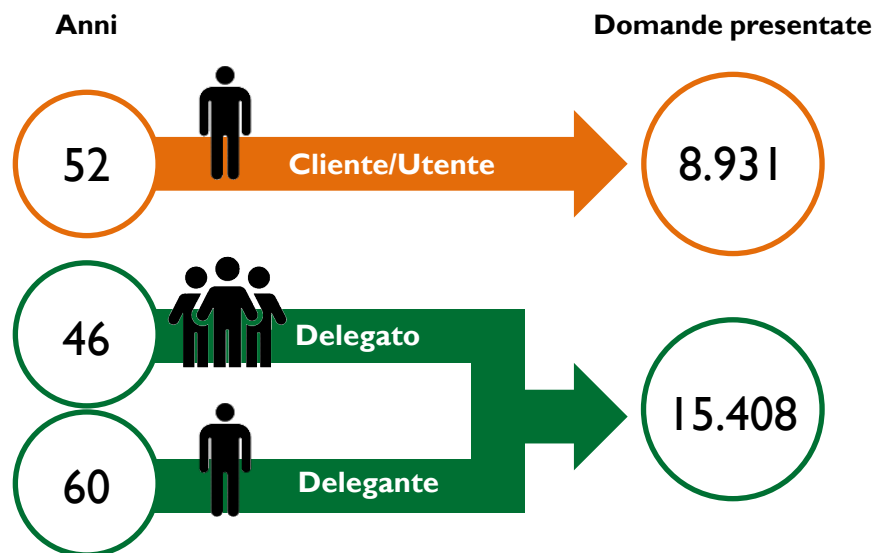 Anni
Domande presentate
52
Cliente/Utente
8.931
46
Delegato
15.408
60
Delegante